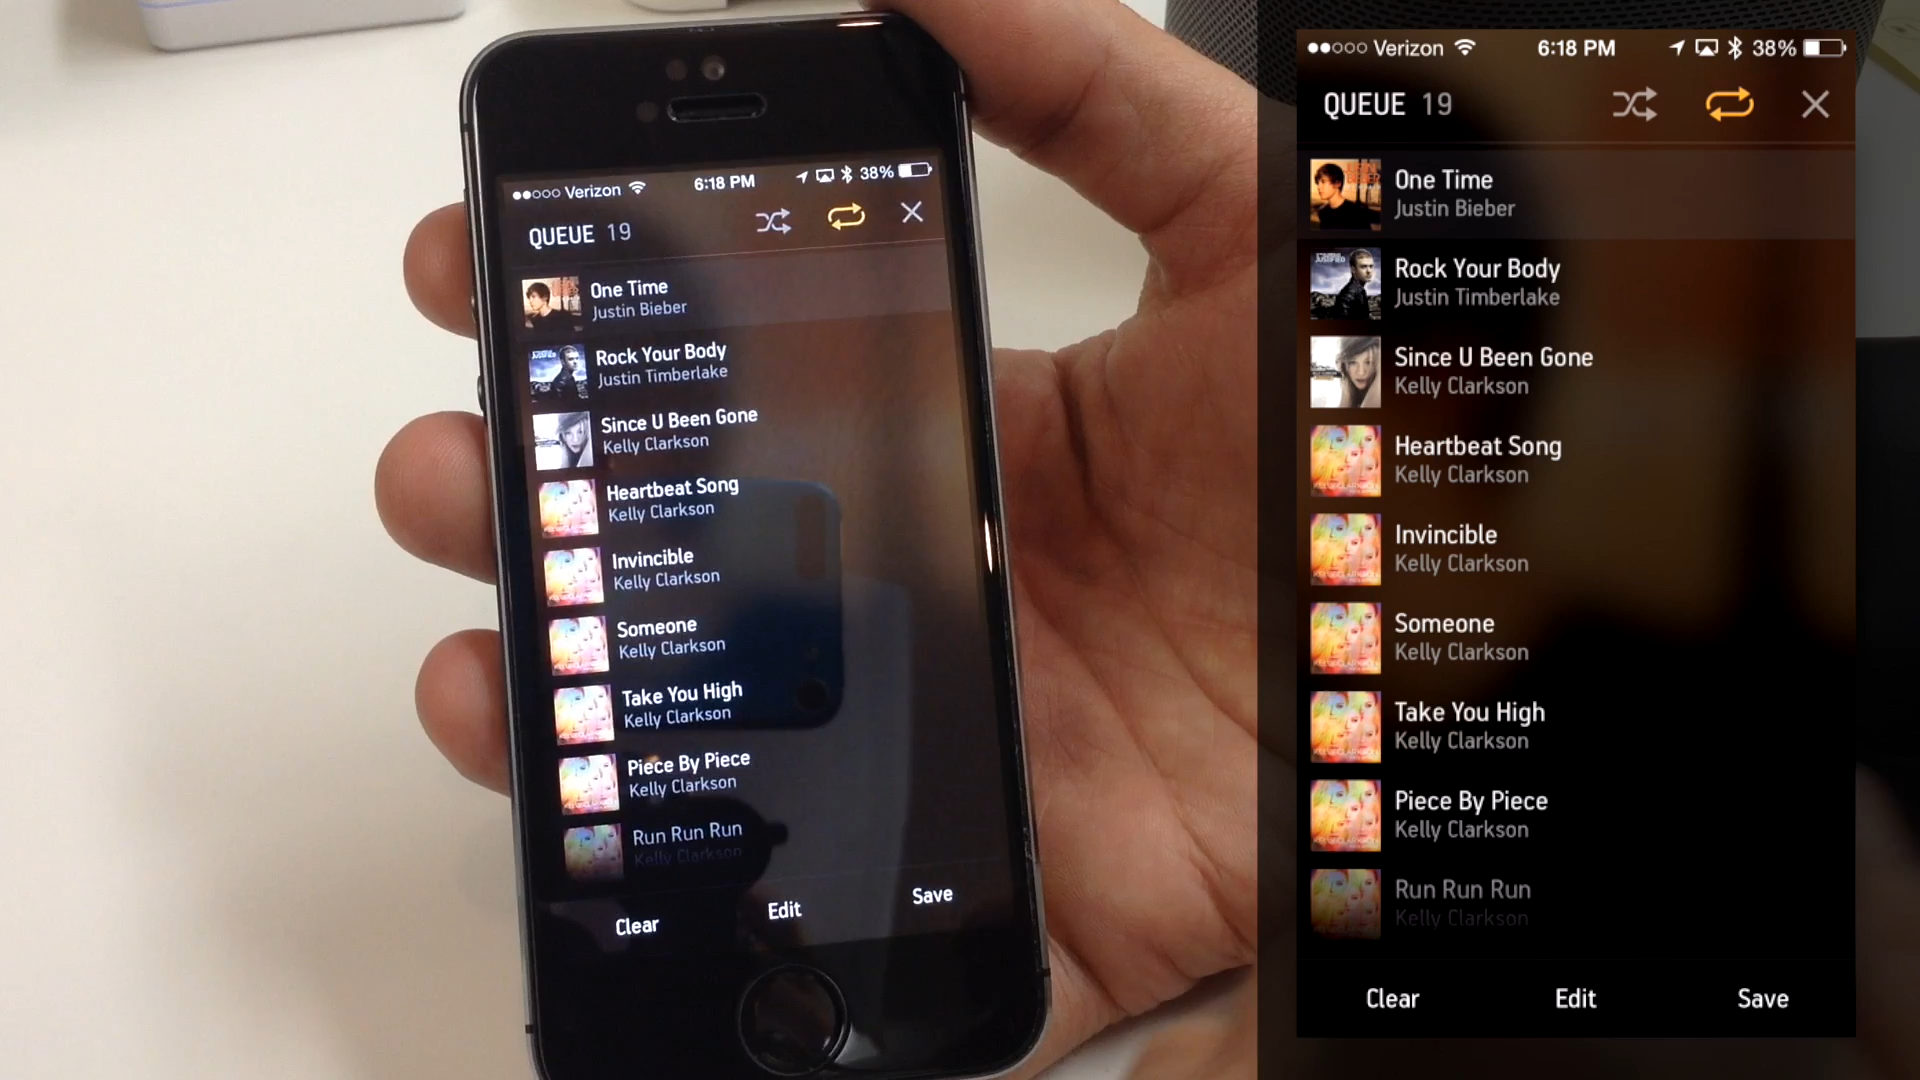 Verizon 6:18 PM 38%
QUEUE 19
One Time
Justin Bieber
Rock Your Body
Justin Timberlake
Since U Been Gone
Kelly Clarkson
Heartbeat Song
Kelly Clarkson
Invincible
Kelly Clarkson
Someone
Kelly Clarkson
Take You High
Kelly Clarkson
Piece By Piece
Kelly Clarkson
Run Run Run
Kelly Clarkson
Clear Edit Save
Verizon 6:18 PM 38%
QUEUE 19
One Time
Justin Bieber
Rock Your Body
Justin Timberlake
Since U Been Gone
Kelly Clarkson
Heartbeat Song
Kelly Clarkson
Invincible
Kelly Clarkson
Someone
Kelly Clarkson
Take You High
Kelly Clarkson
Piece By Piece
Kelly Clarkson
Run Run Run
Kelly Clarkson
Clear Edit Save